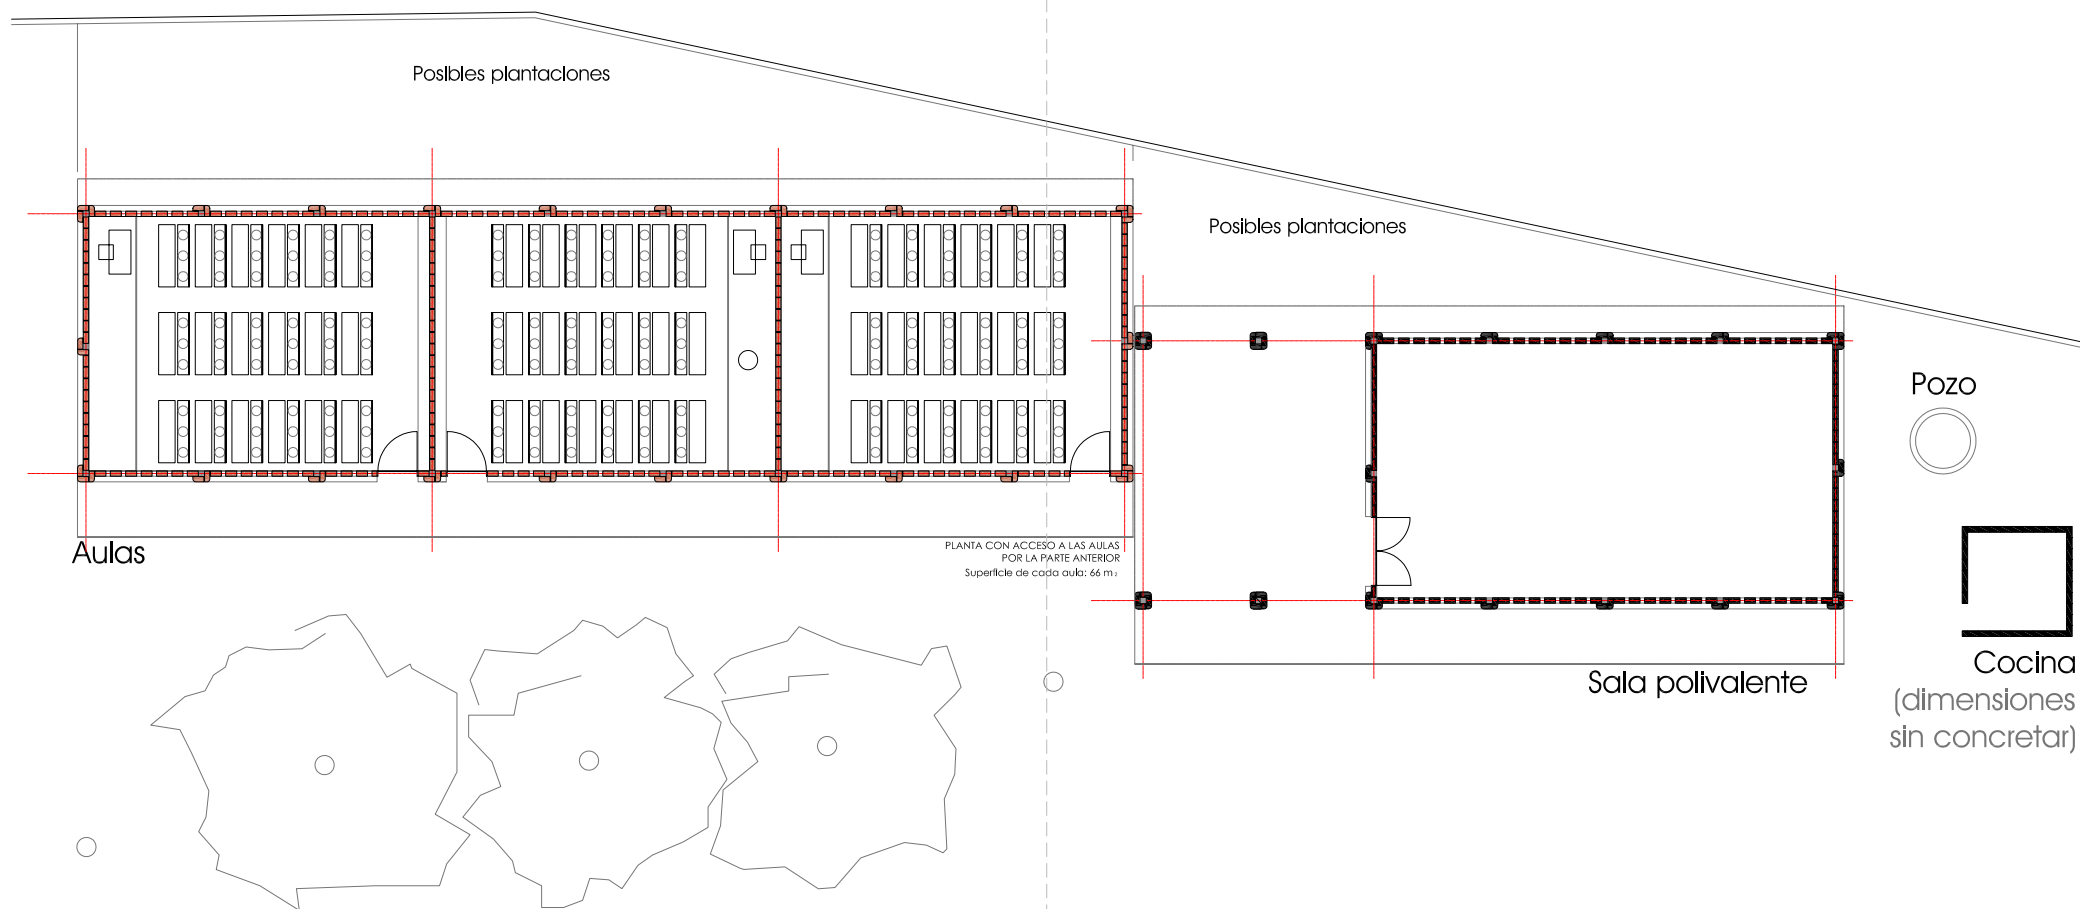 Posibles plantaciones
Posibles plantaciones
Pozo
Aulas
PLANTA CON ACCESO A LAS AULAS
POR LA PARTE ANTERIOR
Superficie de cada aula: 66 m2
Cocina
(dimensiones
sin concretar)
Sala polivalente